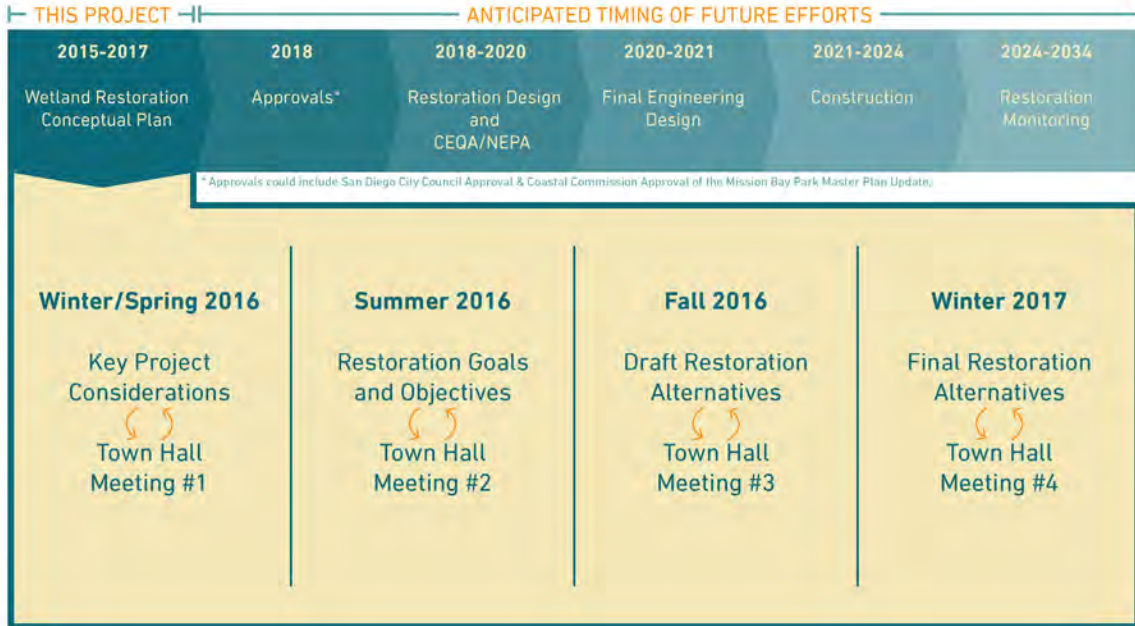 THIS PROJECT
ANTICIPATED TIMING OF FUTURE EFFORTS
2015-2017
Wetland Restoration
Conceptual Plan
2018
Approvals*
2018-2020
Restoration Design
and
CEQA/NEPA
2020-2021
Final Engineering
Design
2021-2024
Construction
2024-2034
Restoration
Monitoring
* Approvals could include San Diego City Council Approval & Coastal Commission Approval of the Mission Bay Park Master Plan Update.
Winter/Spring 2016
Key Project
Considerations
Town Hall
Meeting #1
Summer 2016
Restoration Goals
and Objectives
Town Hall
Meeting #2
Fall 2016
Draft Restoration
Alternatives
Town Hall
Meeting #3
Winter 2017
Final Restoration
Alternatives
Town Hall
Meeting #4